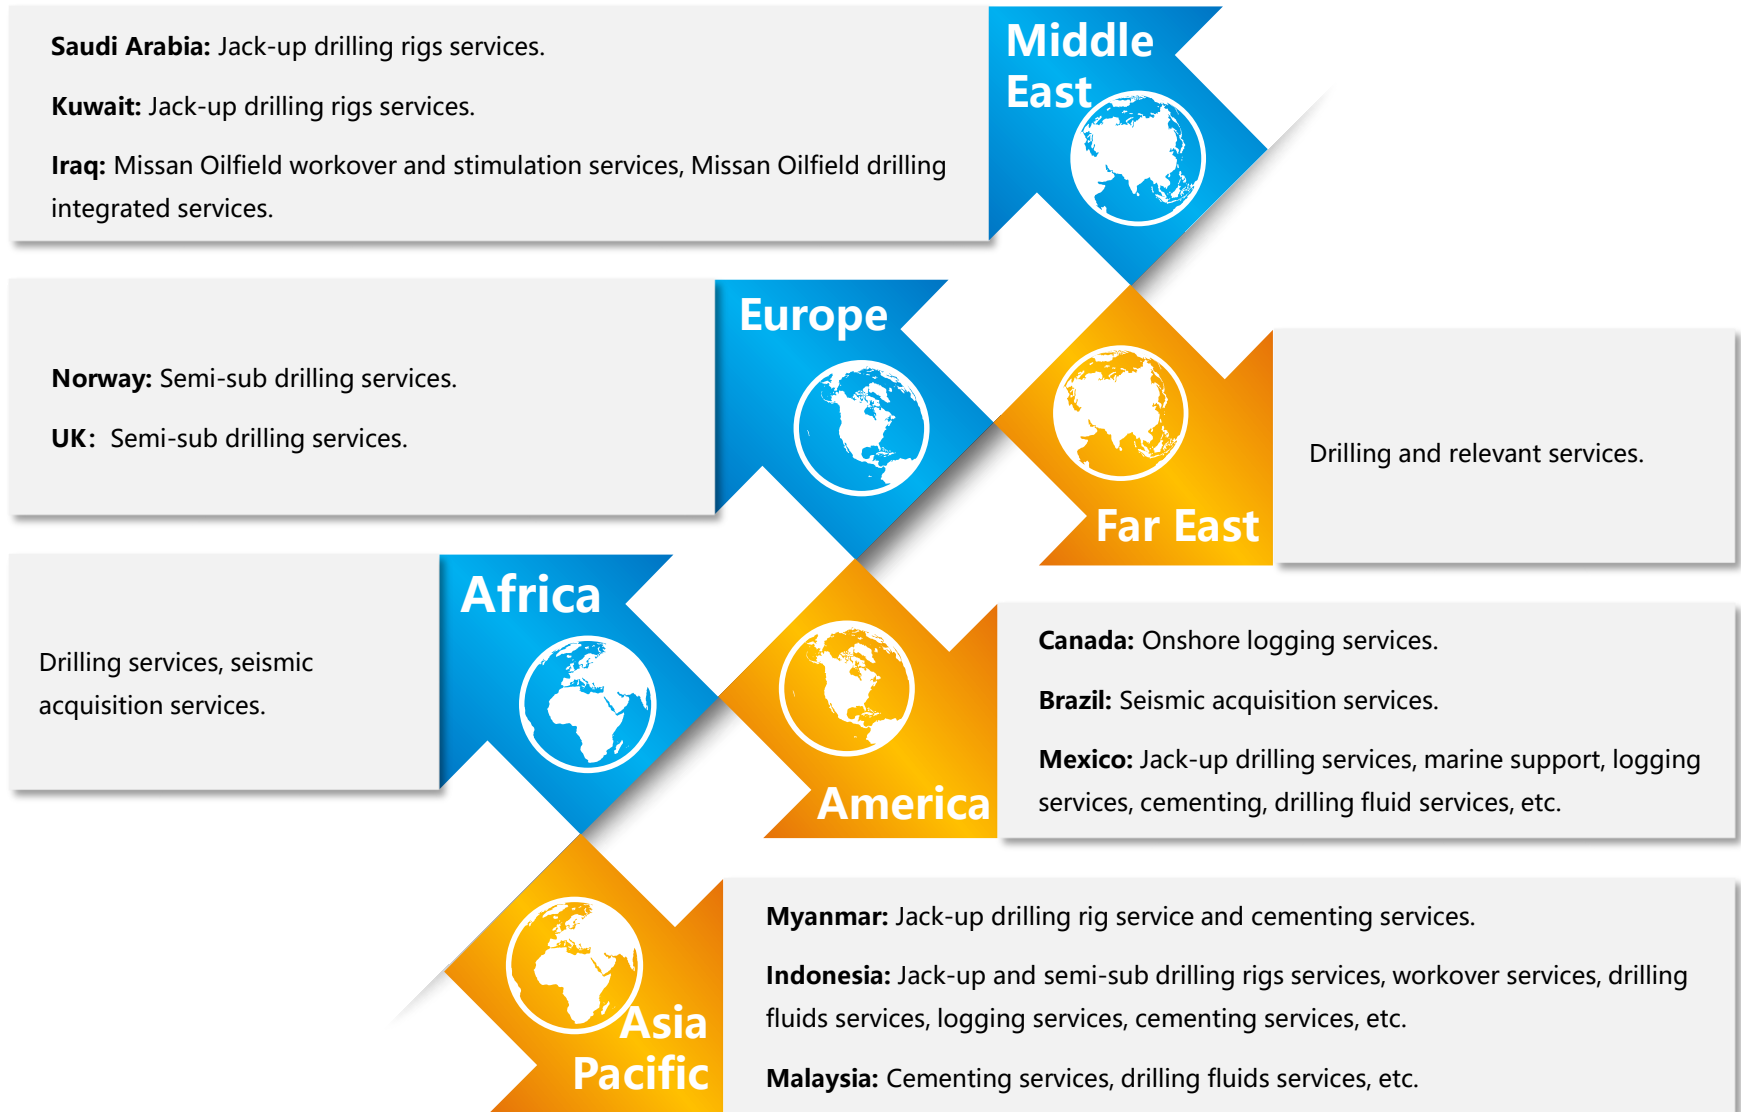 Saudi Arabia: Jack-up drilling rigs services.
Kuwait: Jack-up drilling rigs services.
Iraq: Missan Oilfield workover and stimulation services, Missan Oilfield drilling
integrated services.
Middle
East
Europe
Norway: Semi-sub drilling services.
UK：Semi-sub drilling services.
Drilling and relevant services.
Far East
Africa
Drilling services, seismic
acquisition services.
Canada: Onshore logging services.
Brazil: Seismic acquisition services.
Mexico: Jack-up drilling services, marine support, logging
services, cementing, drilling fluid services, etc.
America
Myanmar: Jack-up drilling rig service and cementing services.
Indonesia: Jack-up and semi-sub drilling rigs services, workover services, drilling
fluids services, logging services, cementing services, etc.
Malaysia: Cementing services, drilling fluids services, etc.
Asia
Pacific